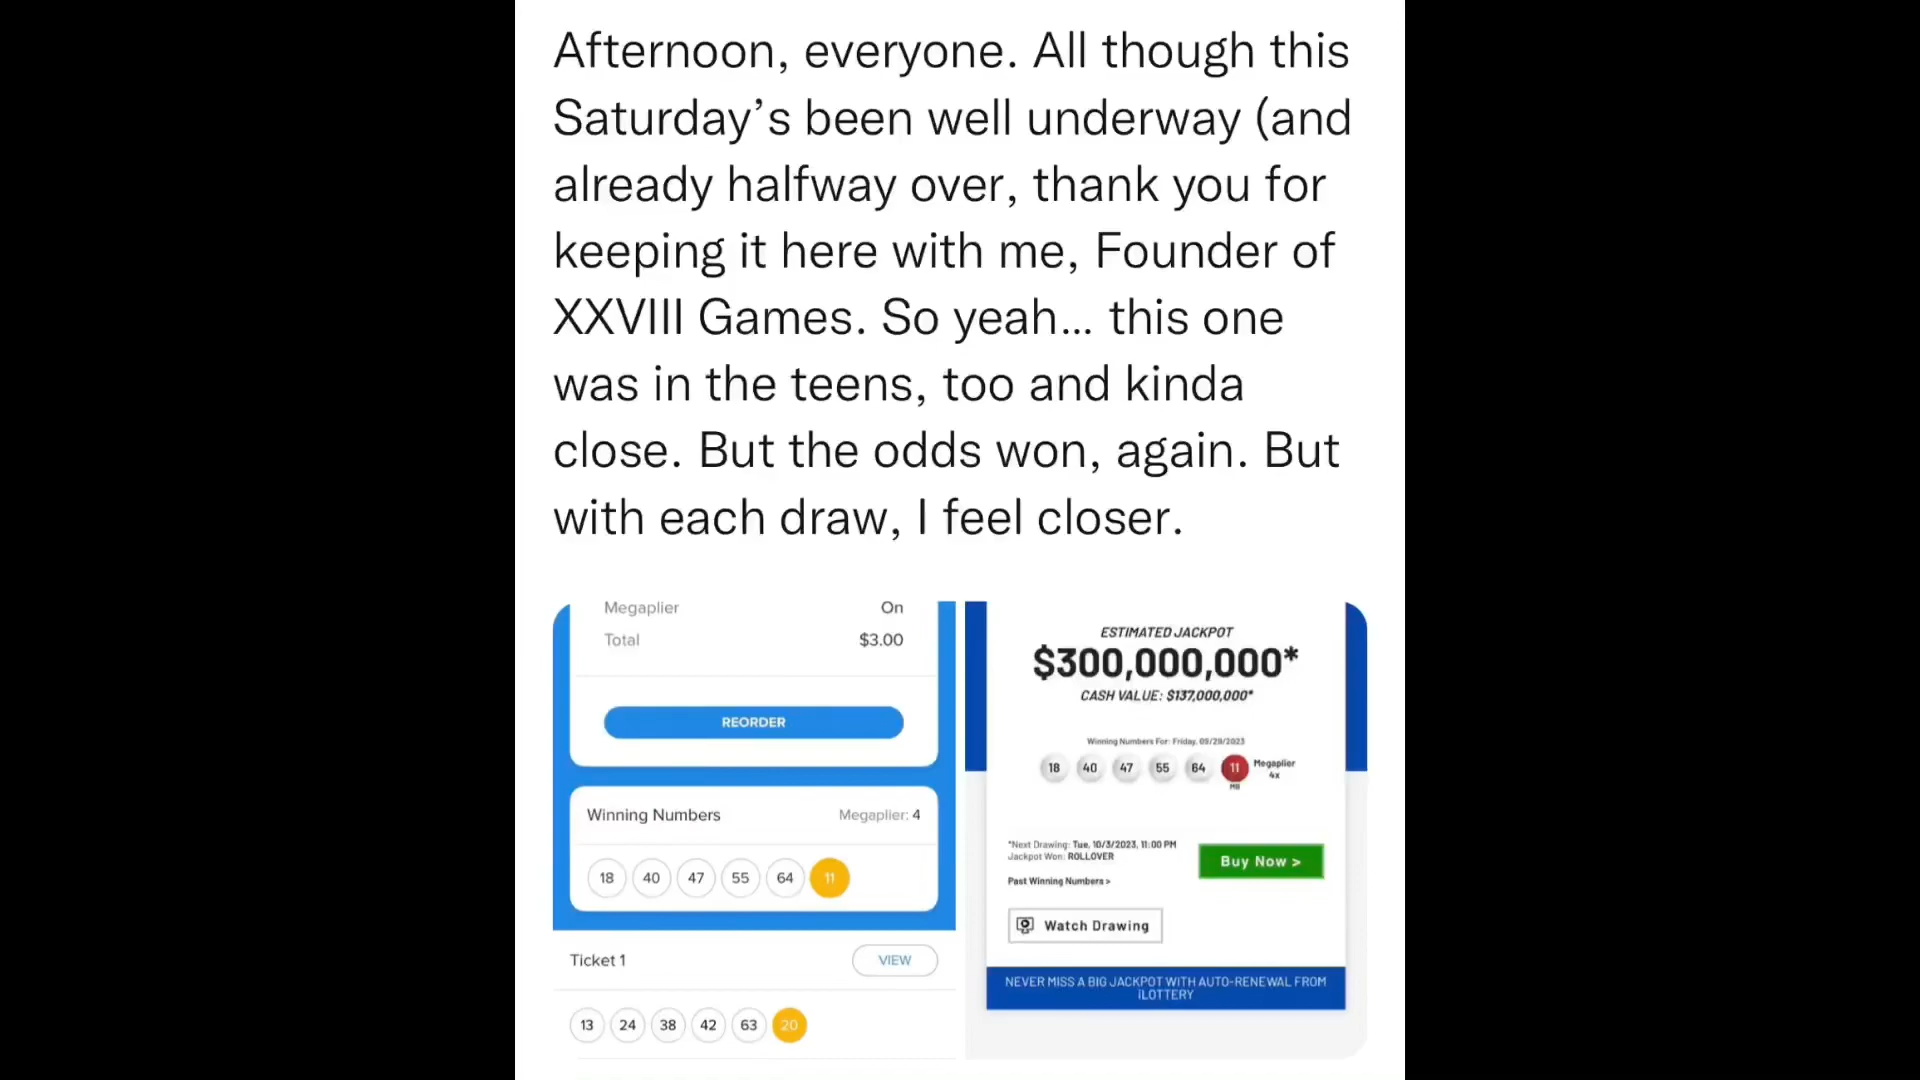 Afternoon, everyone. All though this
Saturday’s been well underway (and
already halfway over, thank you for
keeping it here with me, Founder of
XXVIII Games. So yeah… this one
was in the teens, too and kinda
close. But the odds won, again. But
with each draw, I feel closer.
Megaplier On
Total $3.00
REORDER
Winning Numbers Megaplier: 4
18 40 47 55 64 11
Ticket 1 VIEW
13 24 38 42 63 20
ESTIMATED JACKPOT
$300,000,000*
CASH VALUE: $137,000,000*
Winning Numbers For: Friday, 09/29/2023
18 40 47 55 64 11 Megaplier
4x
MB
*Next Drawing: Tue, 10/3/2023, 11:00 PM
Jackpot Won: ROLLOVER
Buy Now >
Past Winning Numbers >
Watch Drawing
NEVER MISS A BIG JACKPOT WITH AUTO-RENEWAL FROM
iLOTTERY